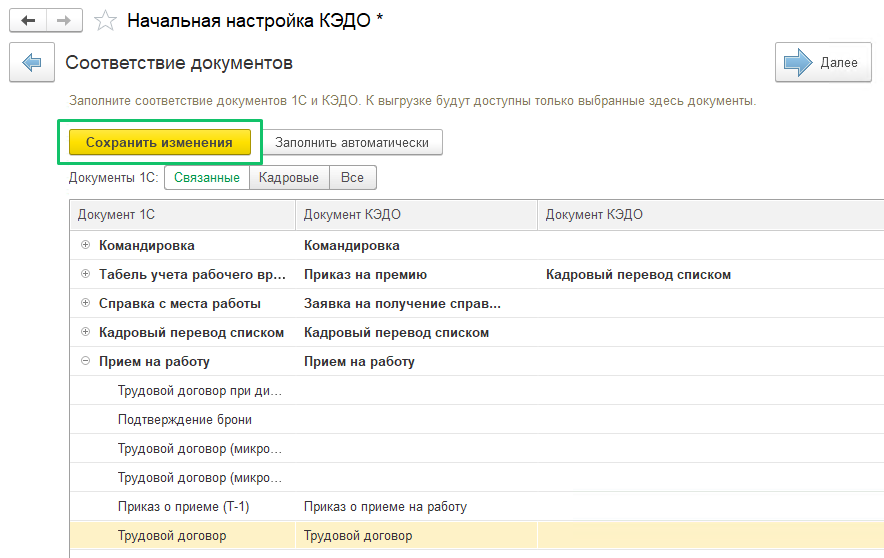 Начальная настройка КЭДО *
Соответствие документов
Далее
Заполните соответствие документов 1С и КЭДО. К выгрузке будут доступны только выбранные здесь документы.
Сохранить изменения Заполнить автоматически
Документы 1С: Связанные Кадровые Все
Документ 1С Документ КЭДО Документ КЭДО
Командировка Командировка
Табель учета рабочего вр... Приказ на премию Кадровый перевод списком
Справка с места работы Заявка на получение справ...
Кадровый перевод списком Кадровый перевод списком
Прием на работу Прием на работу
Трудовой договор при ди...
Подтверждение брони
Трудовой договор (микро...
Трудовой договор (микро...
Приказ о приеме (Т-1) Приказ о приеме на работу
Трудовой договор Трудовой договор